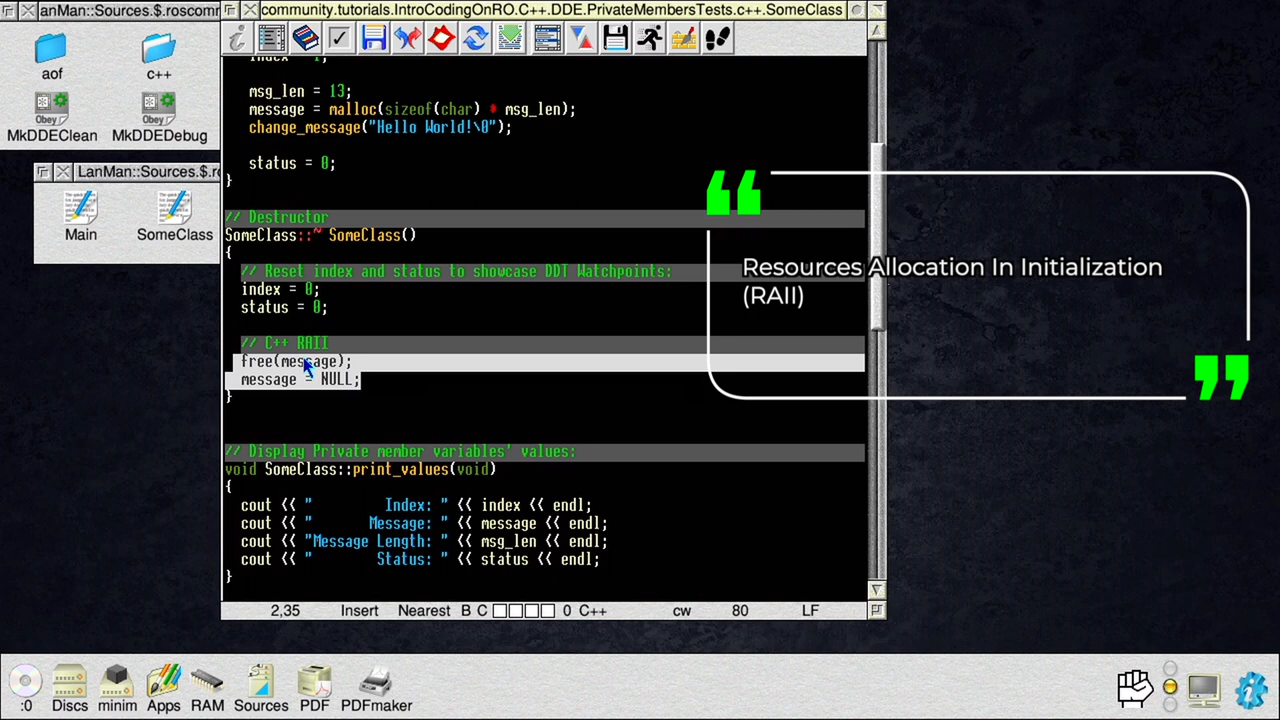 anMan::Sources.$.roscomm
community.tutorials.IntroCodingOnRO.C++.DDE.PrivateMembersTests.c++.SomeClass
aof
c++
Obey
Obey
MkDDEClean
MkDDEDebug
LanMan::Sources.$.r
Main
SomeClass
index = 1;
msg_len = 13;
message = malloc(sizeof(char) * msg_len);
change_message("Hello World!\0");
status = 0;
}
// Destructor
SomeClass::~ SomeClass()
{
// Reset index and status to showcase DDT Watchpoints:
index = 0;
status = 0;
// C++ RAII
free(message);
message = NULL;
}
// Display Private member variables' values:
void SomeClass::print_values(void)
{
cout << "         Index: " << index << endl;
cout << "       Message: " << message << endl;
cout << "Message Length: " << msg_len << endl;
cout << "        Status: " << status << endl;
}
2,35 Insert Nearest B C 0 C++ cw 80 LF
❝
Resources Allocation In Initialization
(RAII)
❞
:0 Discs minim Apps RAM Sources PDF PDFmaker